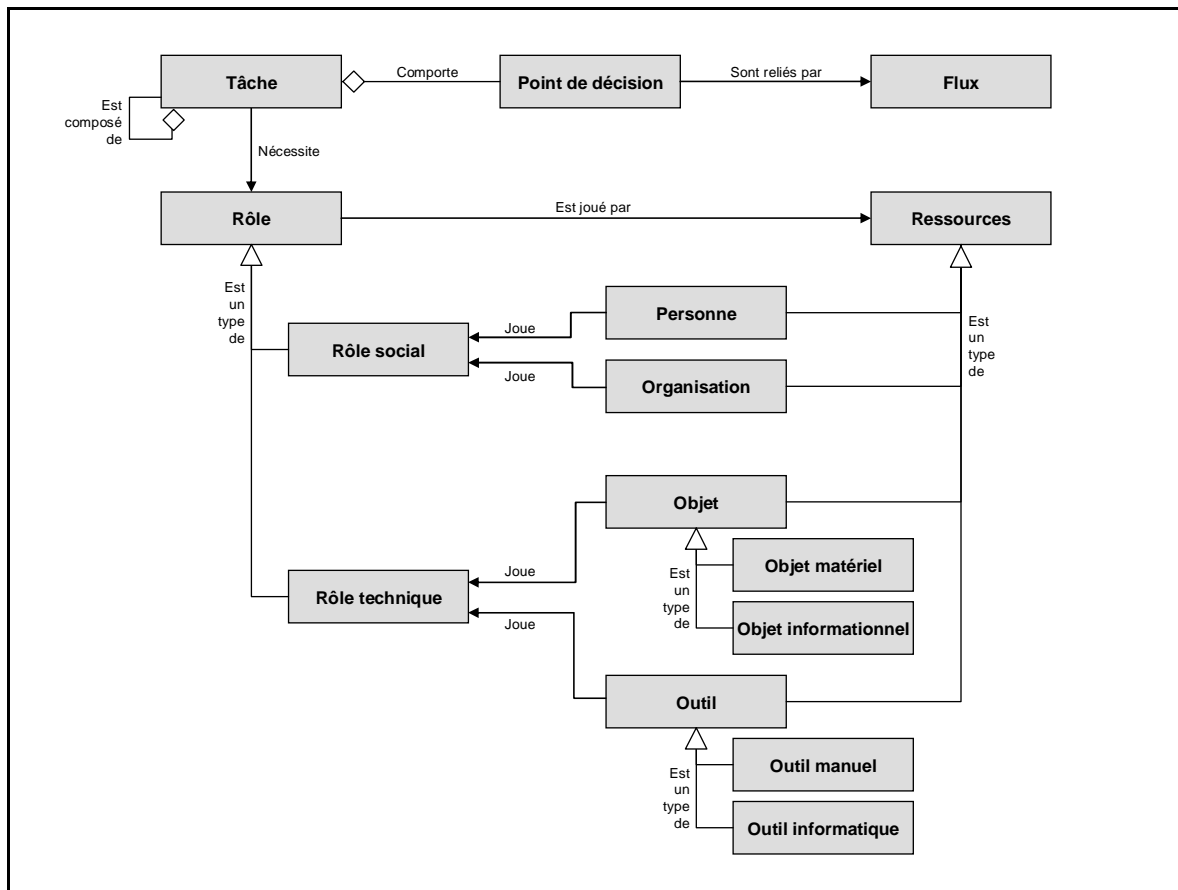 Tâche
Comporte
Point de décision
Sont reliés par
Flux
Est
composé
de
Nécessite
Rôle
Est joué par
Ressources
Est
un
type
de
Rôle social
Joue
Joue
Personne
Organisation
Est
un
type
de
Rôle technique
Joue
Joue
Objet
Est
un
type
de
Objet matériel
Objet informationnel
Outil
Est
un
type
de
Outil manuel
Outil informatique